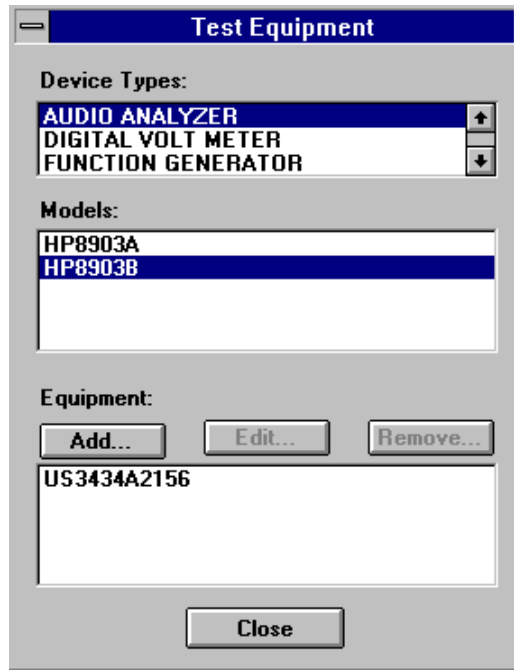 Test Equipment
Device Types:
AUDIO ANALYZER
DIGITAL VOLT METER
FUNCTION GENERATOR
Models:
HP8903A
HP8903B
Equipment:
Add... Edit... Remove...
US3434A2156
Close